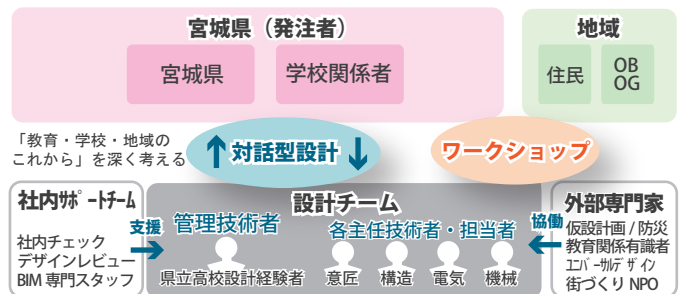 宮城県（発注者）
宮城県
学校関係者
地域
住民
OB
OG
「教育・学校・地域の
これから」を深く考える
対話型設計
ワークショップ
社内サポートチーム
社内チェック
デザインレビュー
BIM 専門スタッフ
支援
設計チーム
管理技術者
県立高校設計経験者
各主任技術者・担当者
意匠
構造
電気
機械
協働
外部専門家
仮設計画 / 防災
教育関係有識者
ユニバーサルデザイン
街づくり NPO